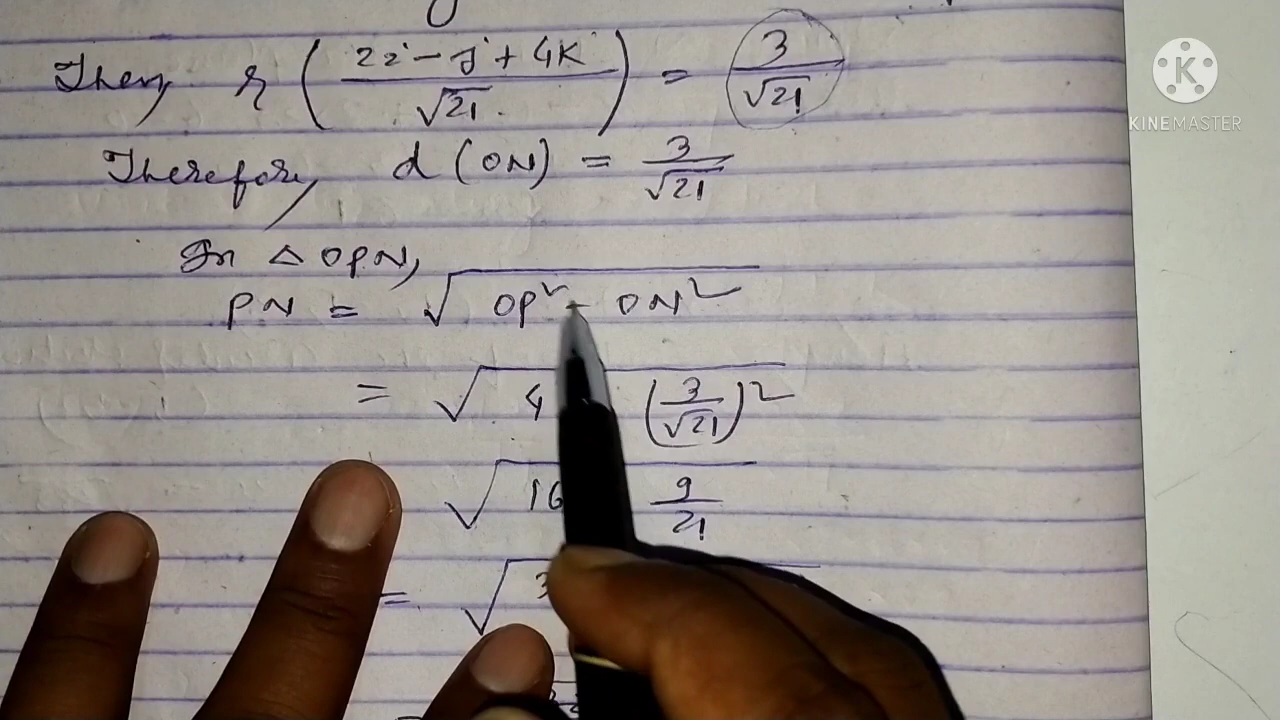 Then, r ( (2i - j + 4k) / √21 ) = 3/√21
KINEMASTER
Therefore, d (ON) = 3/√21
In △ OPN,
PN = √(OP² - ON²)
= √(4 (3/√21)²)
√(16 9/21)
= √(3